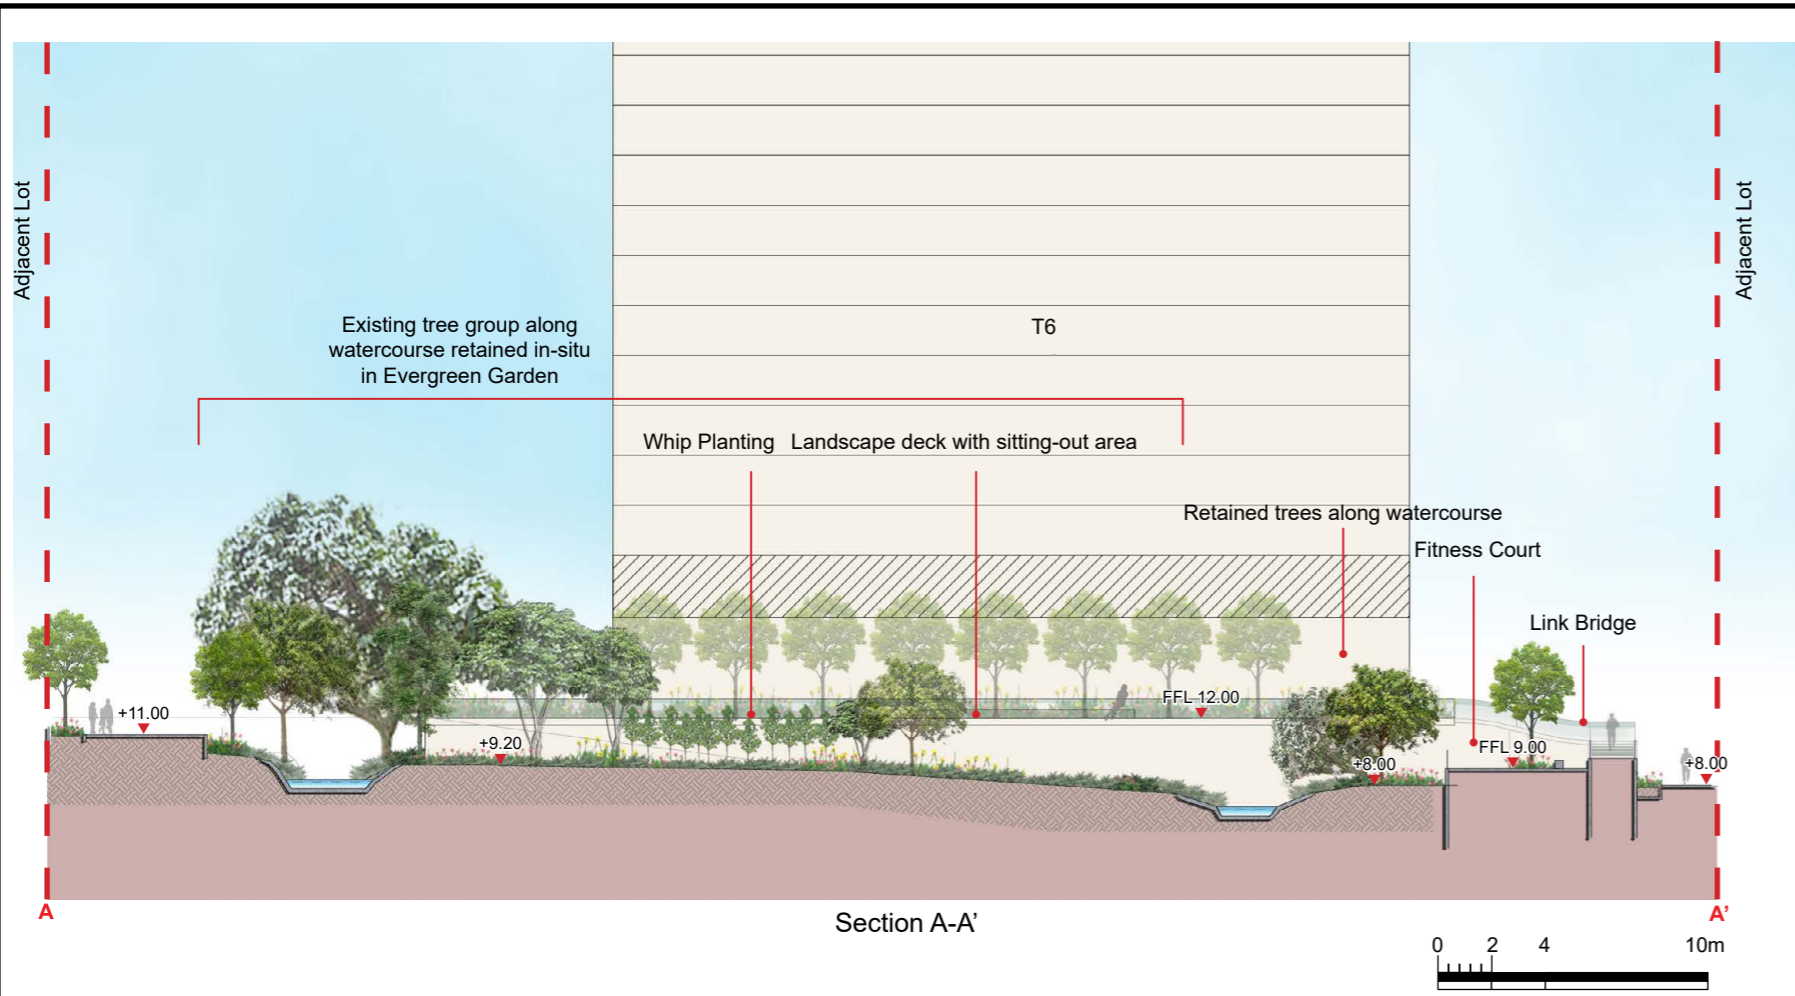 Adjacent Lot
Adjacent Lot
T6
Existing tree group along
watercourse retained in-situ
in Evergreen Garden
Whip Planting
Landscape deck with sitting-out area
Retained trees along watercourse
Fitness Court
Link Bridge
FFL 12.00
+11.00
+9.20
FFL 9.00
+8.00
+8.00
A
A’
Section A-A’
0 2 4 10m